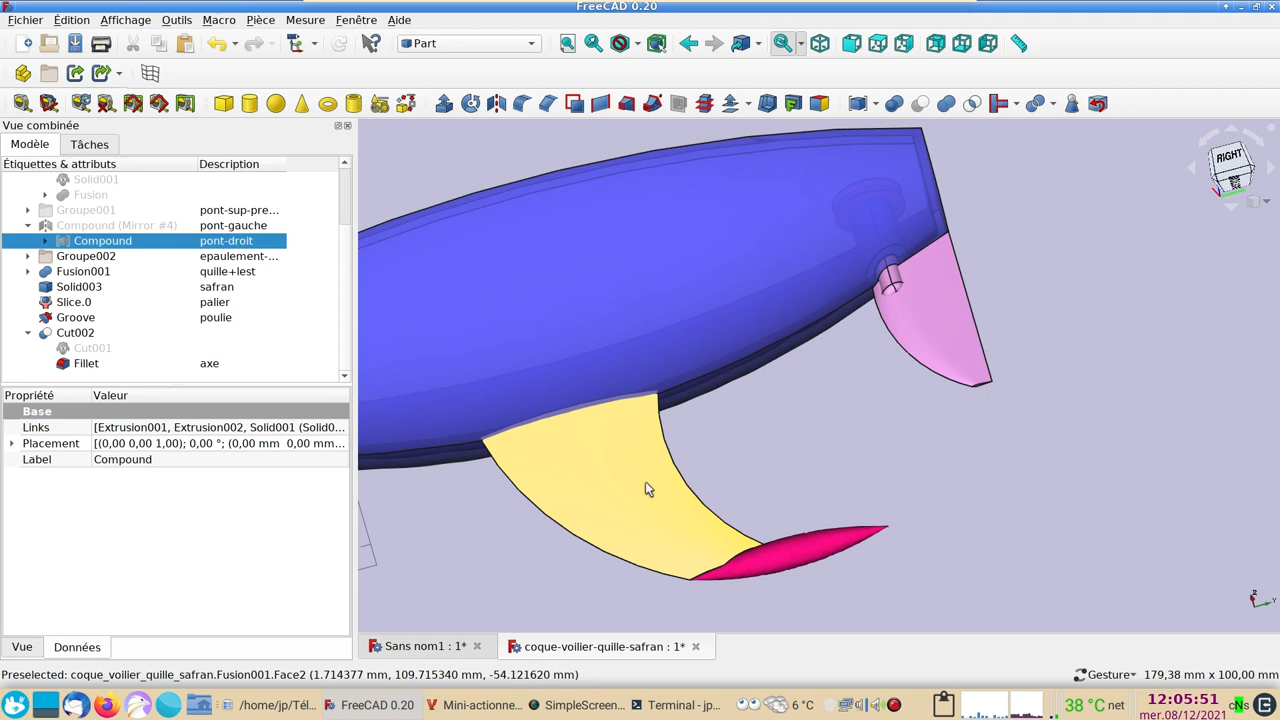 FreeCAD 0.20
Fichier Édition Affichage Outils Macro Pièce Mesure Fenêtre Aide
Part
Vue combinée
Modèle Tâches
Étiquettes & attributs Description
Solid001
Fusion
Groupe001 pont-sup-pre...
Compound (Mirror #4) pont-gauche
Compound pont-droit
Groupe002 epaulement-...
Fusion001 quille+lest
Solid003 safran
Slice.0 palier
Groove poulie
Cut002
Cut001
Fillet axe
Propriété Valeur
Base
Links [Extrusion001, Extrusion002, Solid001 (Solid0...
Placement [(0,00 0,00 1,00); 0,00 °; (0,00 mm 0,00 mm...
Label Compound
RIGHT
Vue Données
Sans nom1 : 1*
coque-voilier-quille-safran : 1*
Preselected: coque_voilier_quille_safran.Fusion001.Face2 (1.714377 mm, 109.715340 mm, -54.121620 mm)
Gesture 179,38 mm x 100,00 mm
/home/jp/Tél... FreeCAD 0.20 Mini-actionne... SimpleScreen... Terminal - jp... 6 °C 38 °C net 12:05:51
mer.08/12/2021